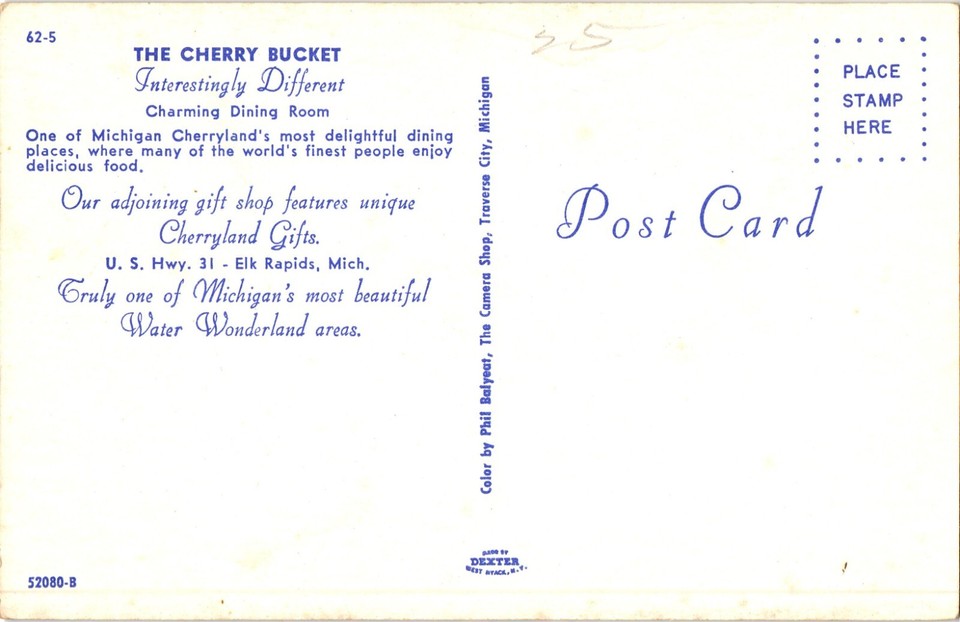 62-5
THE CHERRY BUCKET
Interestingly Different
Charming Dining Room
One of Michigan Cherryland's most delightful dining
places, where many of the world's finest people enjoy
delicious food.
Our adjoining gift shop features unique
Cherryland Gifts.
U. S. Hwy. 31 - Elk Rapids, Mich.
Truly one of Michigan's most beautiful
Water Wonderland areas.
52080-B
Color by Phil Balyeat, The Camera Shop, Traverse City, Michigan
DEXTER
WEST NYACK, N.Y.
Post Card
PLACE
STAMP
HERE